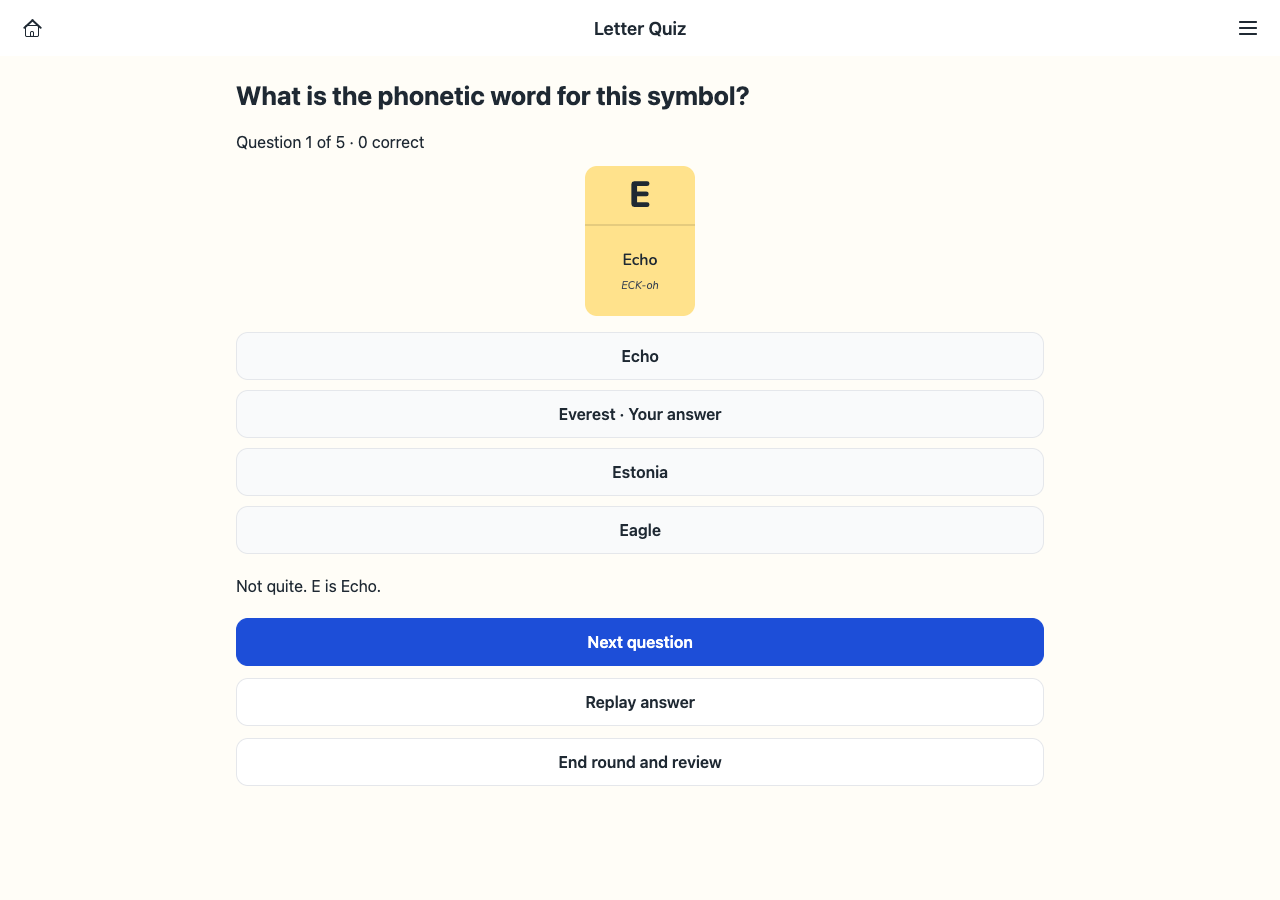 Letter Quiz
What is the phonetic word for this symbol?
Question 1 of 5 · 0 correct
E
Echo
ECK-oh
Echo
Everest · Your answer
Estonia
Eagle
Not quite. E is Echo.
Next question
Replay answer
End round and review